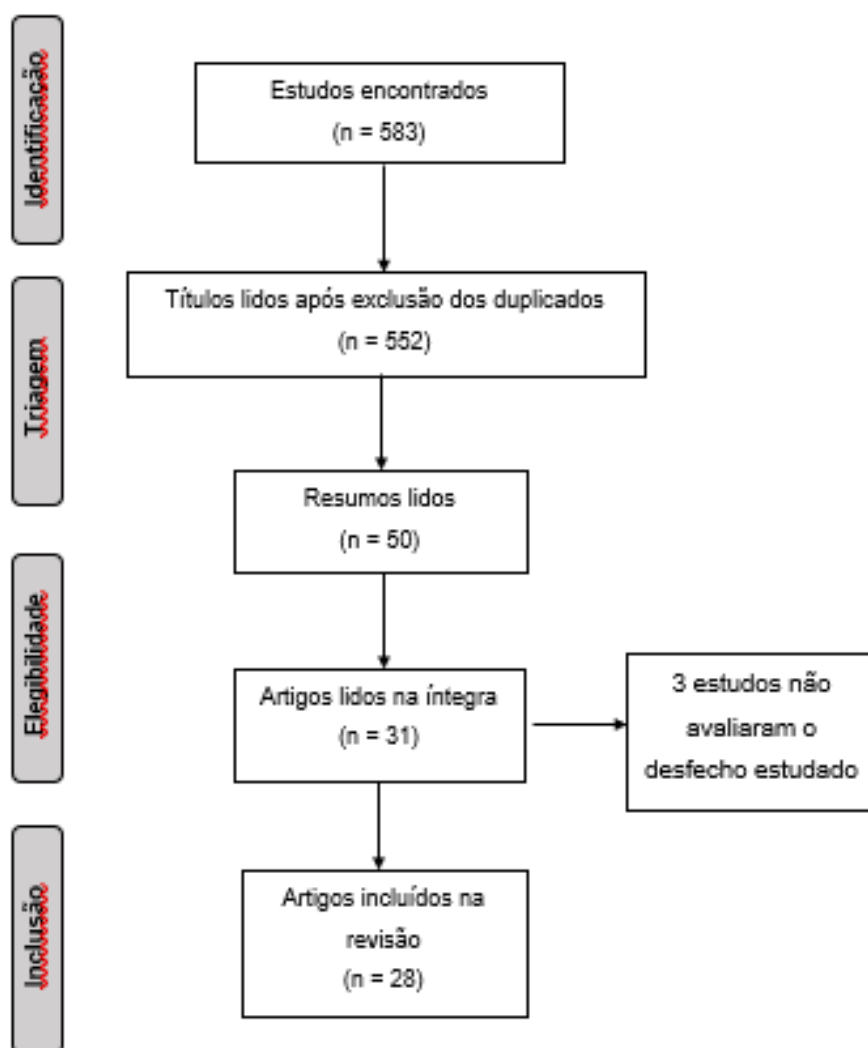 Identificação
Estudos encontrados
(n = 583)
Triagem
Títulos lidos após exclusão dos duplicados
(n = 552)
Resumos lidos
(n = 50)
Elegibilidade
Artigos lidos na íntegra
(n = 31)
3 estudos não
avaliaram o
desfecho estudado
Inclusão
Artigos incluídos na
revisão
(n = 28)